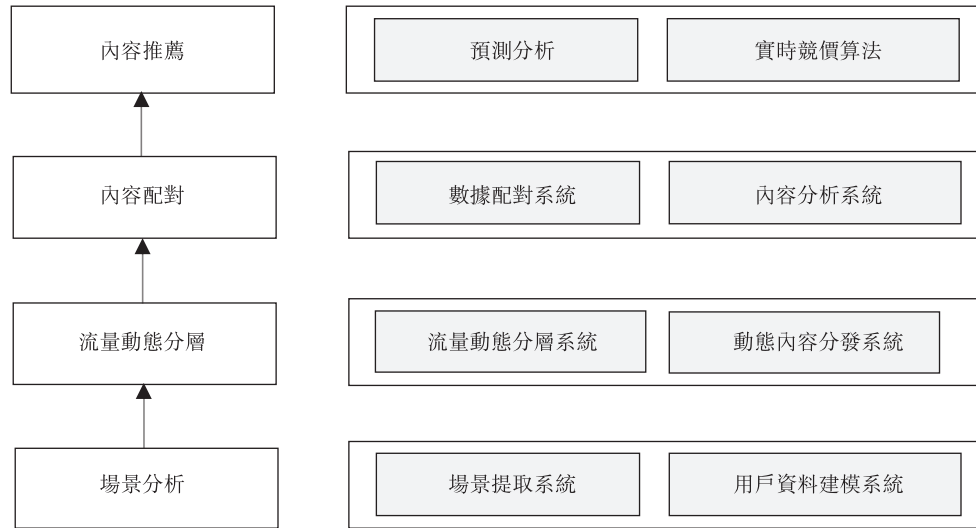 內容推薦
預測分析
實時競價算法
內容配對
數據配對系統
內容分析系統
流量動態分層
流量動態分層系統
動態內容分發系統
場景分析
場景提取系統
用戶資料建模系統